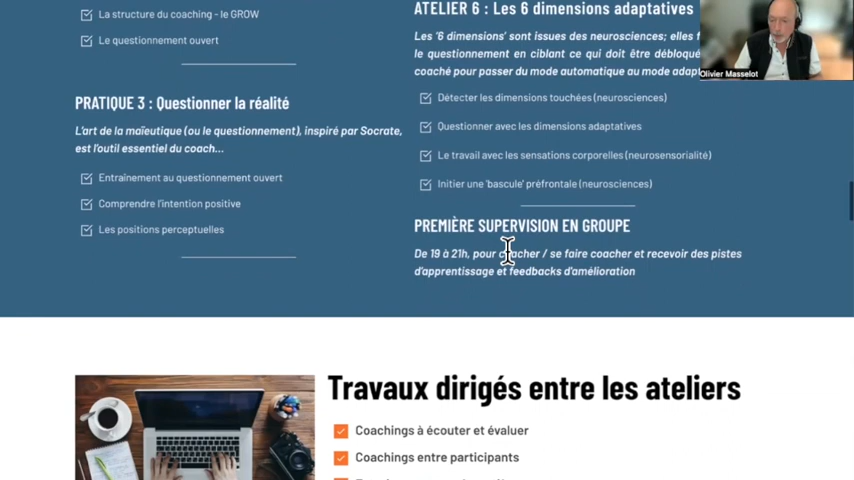 La structure du coaching - le GROW
Le questionnement ouvert
PRATIQUE 3 : Questionner la réalité
L'art de la maïeutique (ou le questionnement), inspiré par Socrate,
est l'outil essentiel du coach...
Entraînement au questionnement ouvert
Comprendre l'intention positive
Les positions perceptuelles
ATELIER 6 : Les 6 dimensions adaptatives
Les '6 dimensions' sont issues des neurosciences; elles
le questionnement en ciblant ce qui doit être débloqué
coaché pour passer du mode automatique au mode
Détecter les dimensions touchées (neurosciences)
Questionner avec les dimensions adaptatives
Le travail avec les sensations corporelles (neurosensorialité)
Initier une 'bascule' préfrontale (neurosciences)
PREMIÈRE SUPERVISION EN GROUPE
De 19 à 21h, pour coacher / se faire coacher et recevoir des pistes
d'apprentissage et feedbacks d'amélioration
Olivier Masselot
Travaux dirigés entre les ateliers
Coachings à écouter et évaluer
Coachings entre participants